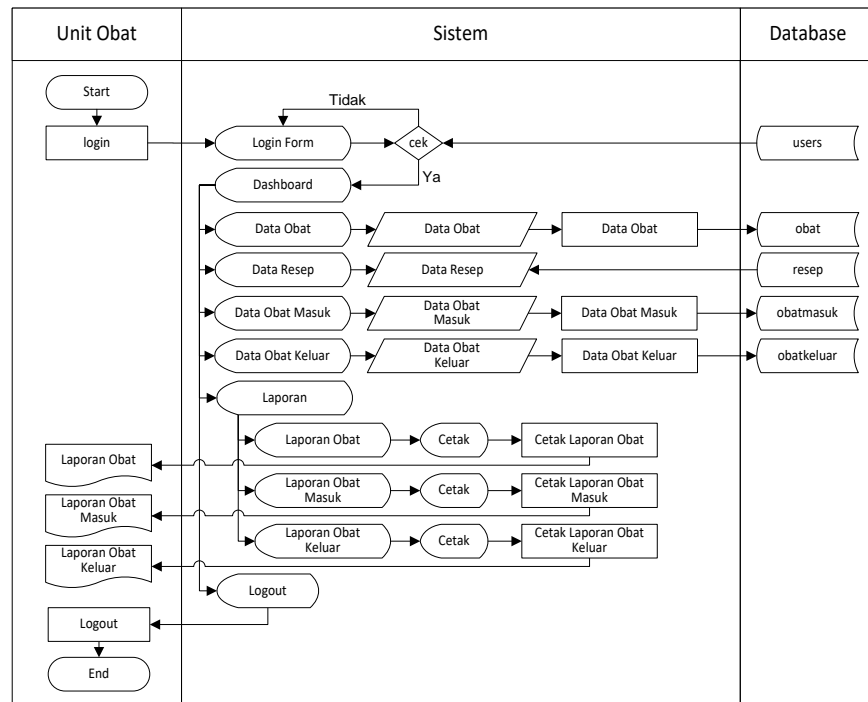 Unit Obat
Sistem
Database
Start
Tidak
login
Login Form
cek
users
Ya
Dashboard
Data Obat
Data Obat
Data Obat
obat
Data Resep
Data Resep
resep
Data Obat Masuk
Data Obat
Masuk
Data Obat Masuk
obatmasuk
Data Obat Keluar
Data Obat
Keluar
Data Obat Keluar
obatkeluar
Laporan
Laporan Obat
Cetak
Cetak Laporan Obat
Laporan Obat
Laporan Obat
Masuk
Cetak
Cetak Laporan Obat
Masuk
Laporan Obat
Masuk
Laporan Obat
Keluar
Cetak
Cetak Laporan Obat
Keluar
Laporan Obat
Keluar
Logout
Logout
End